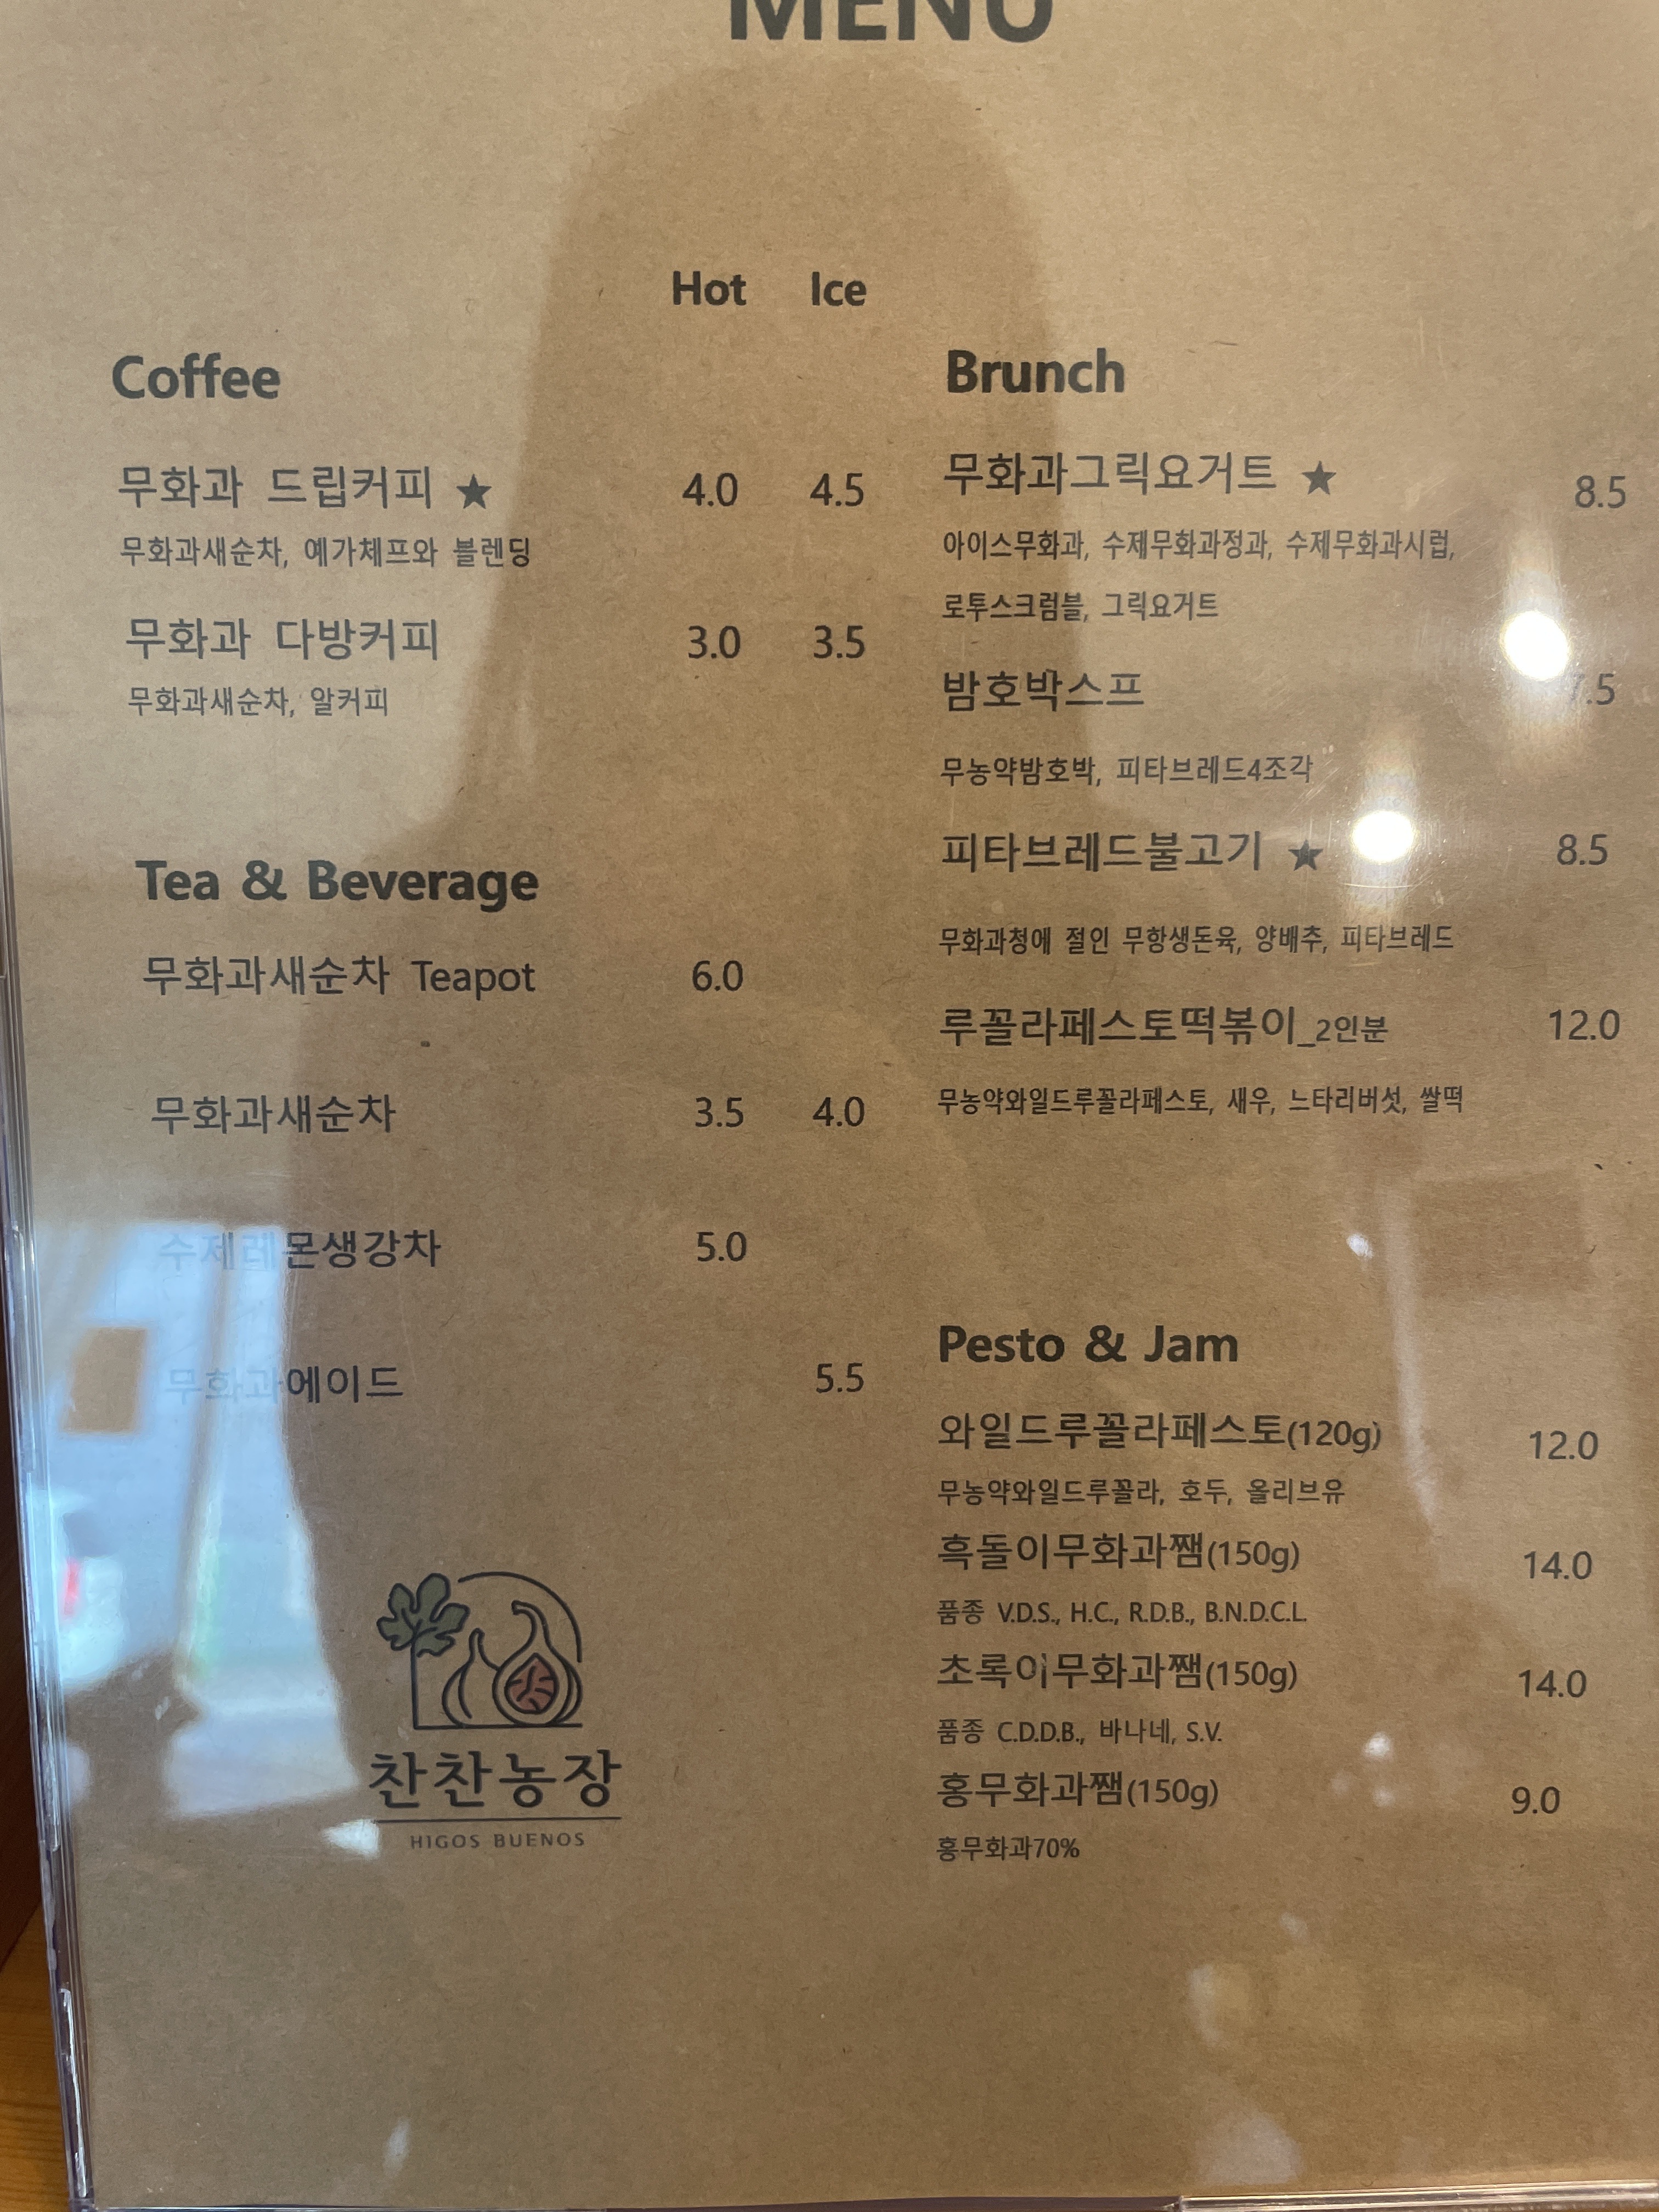 MENU
Hot Ice
Coffee
무화과 드립커피 ★ 4.0 4.5
무화과새순차, 예가체프와 블렌딩
무화과 다방커피 3.0 3.5
무화과새순차, 알커피
Tea & Beverage
무화과새순차 Teapot 6.0
무화과새순차 3.5 4.0
수제레몬생강차 5.0
무화과에이드 5.5
찬찬농장
HIGOS BUENOS
Brunch
무화과그릭요거트 ★ 8.5
아이스무화과, 수제무화과정과, 수제무화과시럽,
로투스크럼블, 그릭요거트
밤호박스프 7.5
무농약밤호박, 피타브레드4조각
피타브레드불고기 ★ 8.5
무화과청에 절인 무항생돈육, 양배추, 피타브레드
루꼴라페스토떡볶이_2인분 12.0
무농약와일드루꼴라페스토, 새우, 느타리버섯, 쌀떡
Pesto & Jam
와일드루꼴라페스토(120g) 12.0
무농약와일드루꼴라, 호두, 올리브유
흑돌이무화과쨈(150g) 14.0
품종 V.D.S., H.C., R.D.B., B.N.D.C.L.
초록이무화과쨈(150g) 14.0
품종 C.D.D.B., 바나네, S.V.
홍무화과쨈(150g) 9.0
홍무화과70%